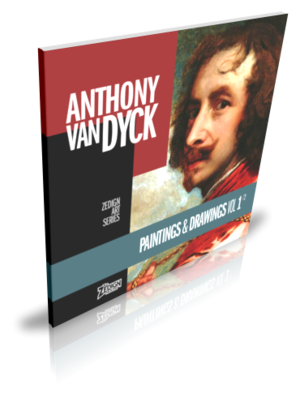 ANTHONY
VAN DYCK
ZEDIGN
ART
SERIES
PAINTINGS & DRAWINGS VOL 1
ZEDIGN